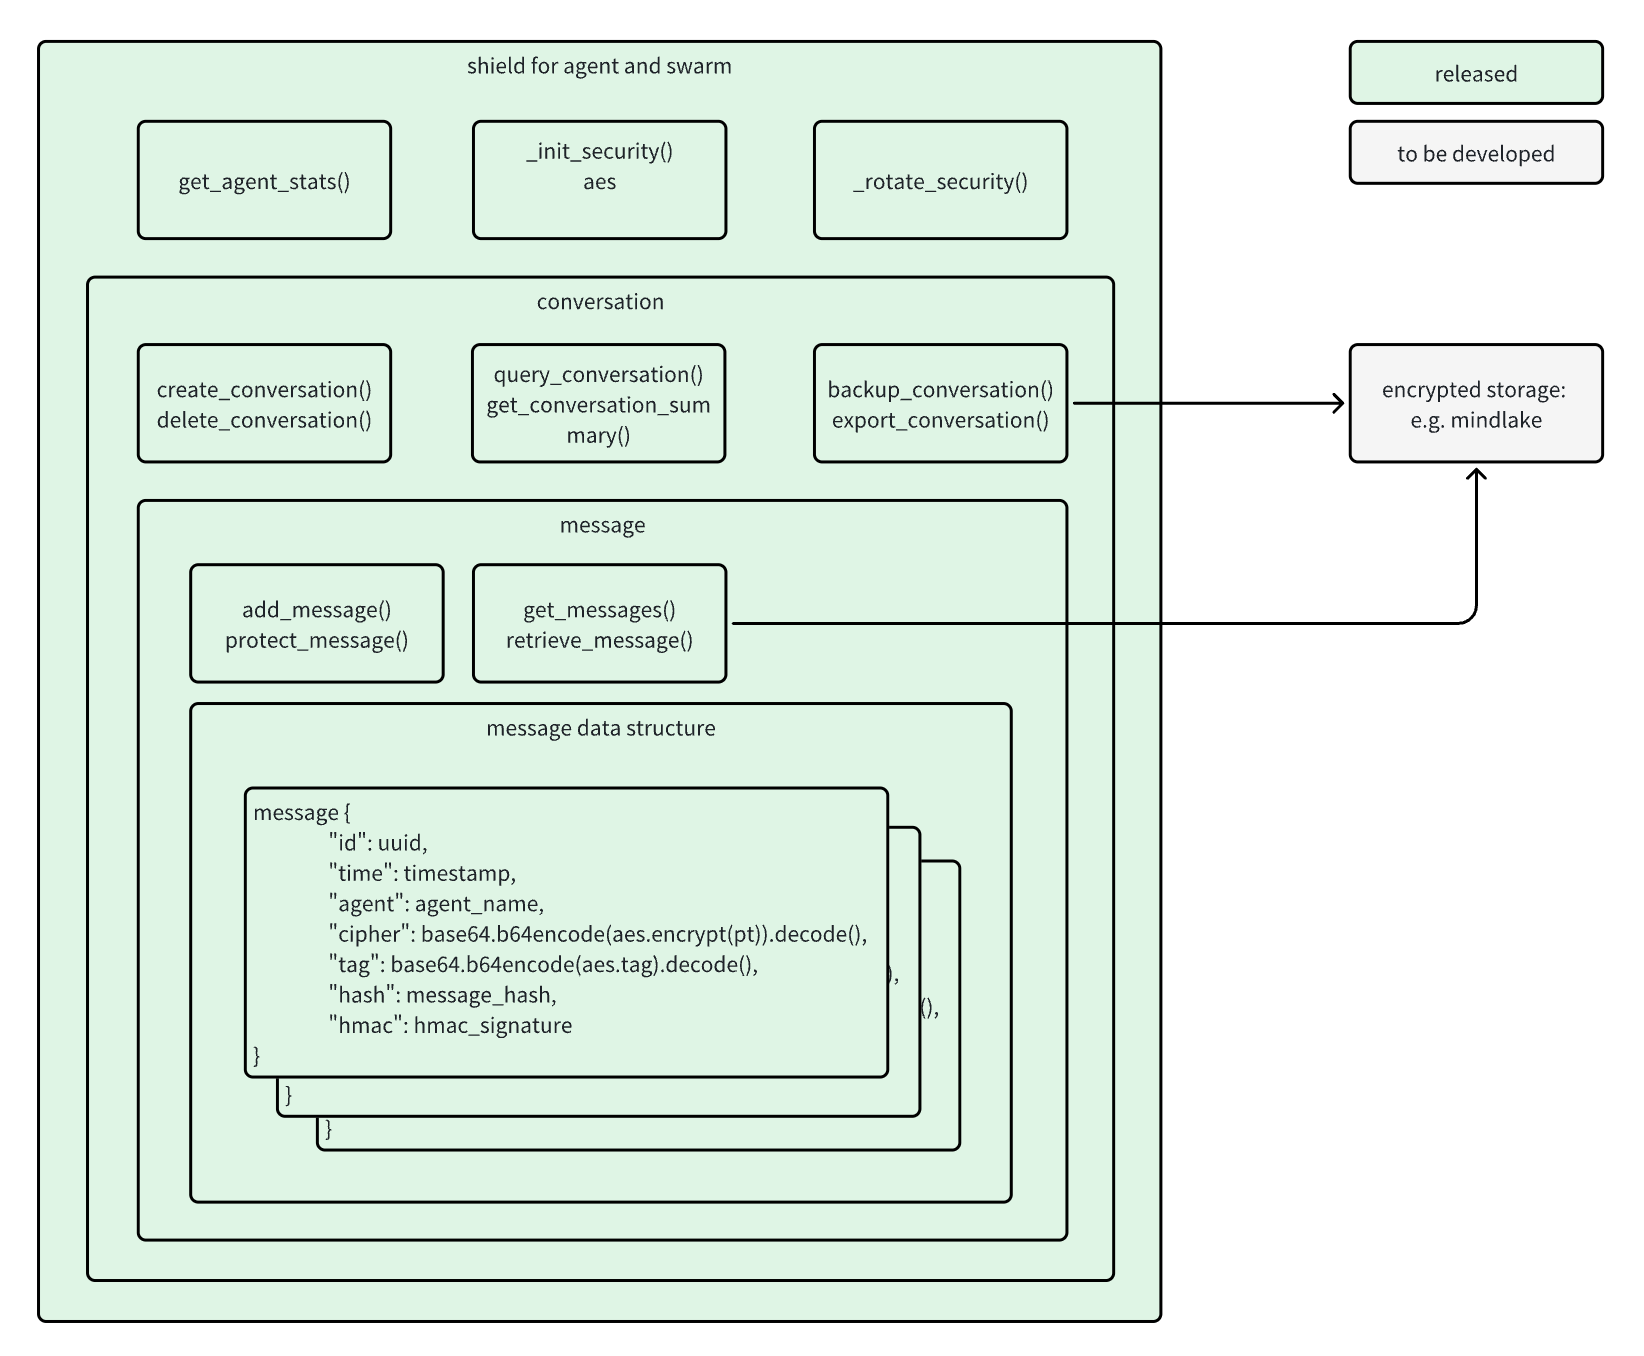 shield for agent and swarm
released
to be developed
get_agent_stats()
_init_security()
aes
_rotate_security()
conversation
create_conversation()
delete_conversation()
query_conversation()
get_conversation_sum
mary()
backup_conversation()
export_conversation()
encrypted storage:
e.g. mindlake
message
add_message()
protect_message()
get_messages()
retrieve_message()
message data structure
message {
"id": uuid,
"time": timestamp,
"agent": agent_name,
"cipher": base64.b64encode(aes.encrypt(pt)).decode(),
"tag": base64.b64encode(aes.tag).decode(),
"hash": message_hash,
"hmac": hmac_signature
}
),
}
(),
}